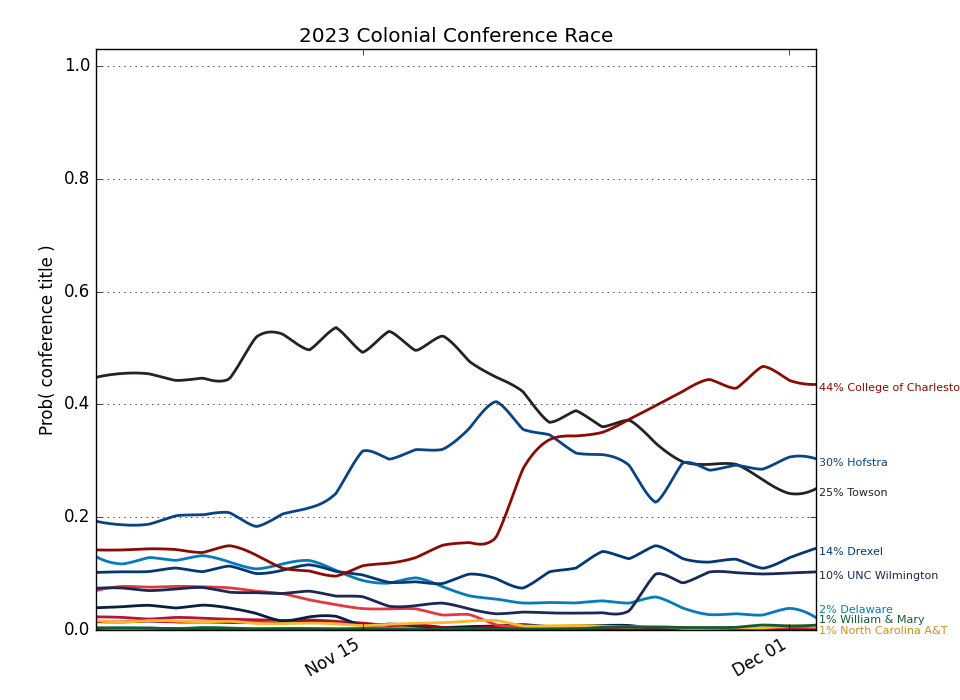 2023 Colonial Conference Race
Prob( conference title )
1.0
0.8
0.6
0.4
0.2
0.0
Nov 15
Dec 01
44% College of Charlesto
30% Hofstra
25% Towson
14% Drexel
10% UNC Wilmington
2% Delaware
1% William & Mary
1% North Carolina A&T